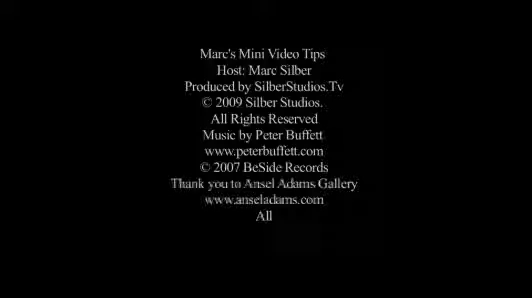 Marc's Mini Video Tips
Host: Marc Silber
Produced by SilberStudios.Tv
© 2009 Silber Studios.
All Rights Reserved
Music by Peter Buffett
www.peterbuffett.com
© 2007 BeSide Records
Thank you to Ansel Adams Gallery
www.anseladams.com
All